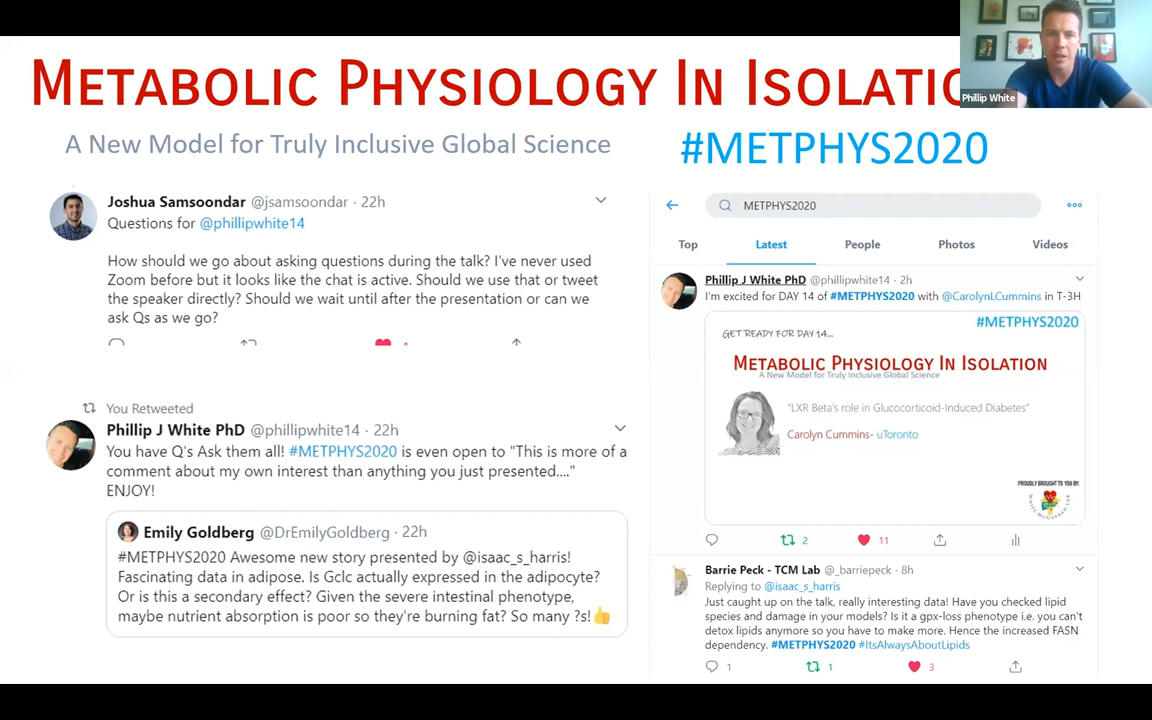 METABOLIC PHYSIOLOGY IN ISOLATIO
Phillip White
A New Model for Truly Inclusive Global Science
#METPHYS2020
Joshua Samsoondar @jsamsoondar · 22h
Questions for @phillipwhite14
How should we go about asking questions during the talk? I've never used
Zoom before but it looks like the chat is active. Should we use that or tweet
the speaker directly? Should we wait until after the presentation or can we
ask Qs as we go?
1
You Retweeted
Phillip J White PhD @phillipwhite14 · 22h
You have Q's Ask them all! #METPHYS2020 is even open to "This is more of a
comment about my own interest than anything you just presented...."
ENJOY!
Emily Goldberg @DrEmilyGoldberg · 22h
#METPHYS2020 Awesome new story presented by @isaac_s_harris!
Fascinating data in adipose. Is Gclc actually expressed in the adipocyte?
Or is this a secondary effect? Given the severe intestinal phenotype,
maybe nutrient absorption is poor so they're burning fat? So many ?s!👍
METPHYS2020
Top Latest People Photos Videos
Phillip J White PhD @phillipwhite14 · 2h
I'm excited for DAY 14 of #METPHYS2020 with @CarolynLCummins in T-3H
#METPHYS2020
GET READY FOR DAY 14...
METABOLIC PHYSIOLOGY IN ISOLATION
A New Model for Truly Inclusive Global Science
"LXR Beta's role in Glucocorticoid-Induced Diabetes"
Carolyn Cummins- uToronto
PROUDLY BROUGHT TO YOU BY:
2 11
Barrie Peck - TCM Lab @_barriepeck · 8h
Replying to @isaac_s_harris
Just caught up on the talk, really interesting data! Have you checked lipid
species and damage in your models? Is it a gpx-loss phenotype i.e. you can't
detox lipids anymore so you have to make more. Hence the increased FASN
dependency. #METPHYS2020 #ItsAlwaysAboutLipids
1 1 3